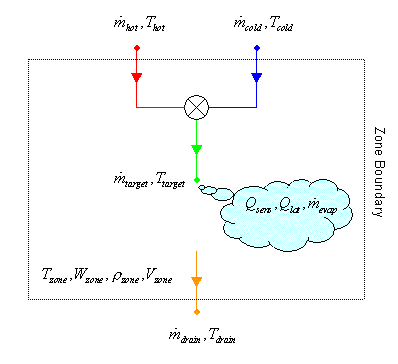 ṁhot, Thot
ṁcold, Tcold
Zone Boundary
ṁtarget, Ttarget
Qsens, Qlat, ṁevap
Tzone, Wzone, ρzone, Vzone
ṁdrain, Tdrain